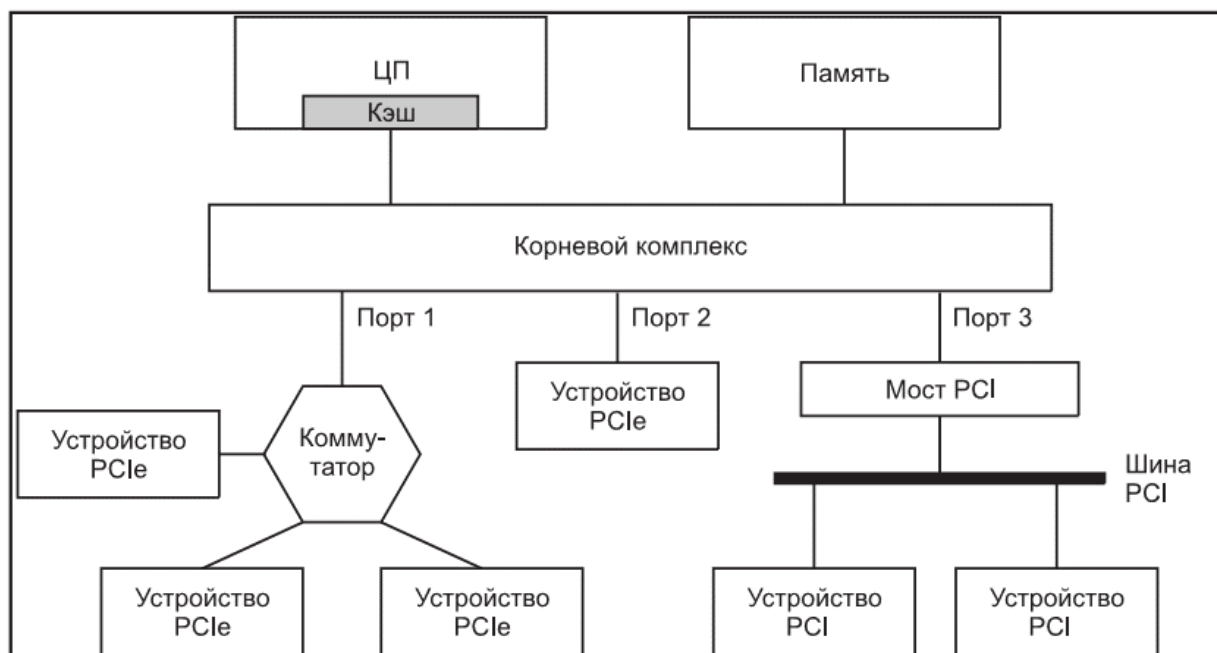 ЦП
Кэш
Память
Корневой комплекс
Порт 1
Порт 2
Порт 3
Устройство
PCIe
Комму-
татор
Устройство
PCIe
Мост PCI
Шина
PCI
Устройство
PCIe
Устройство
PCIe
Устройство
PCI
Устройство
PCI